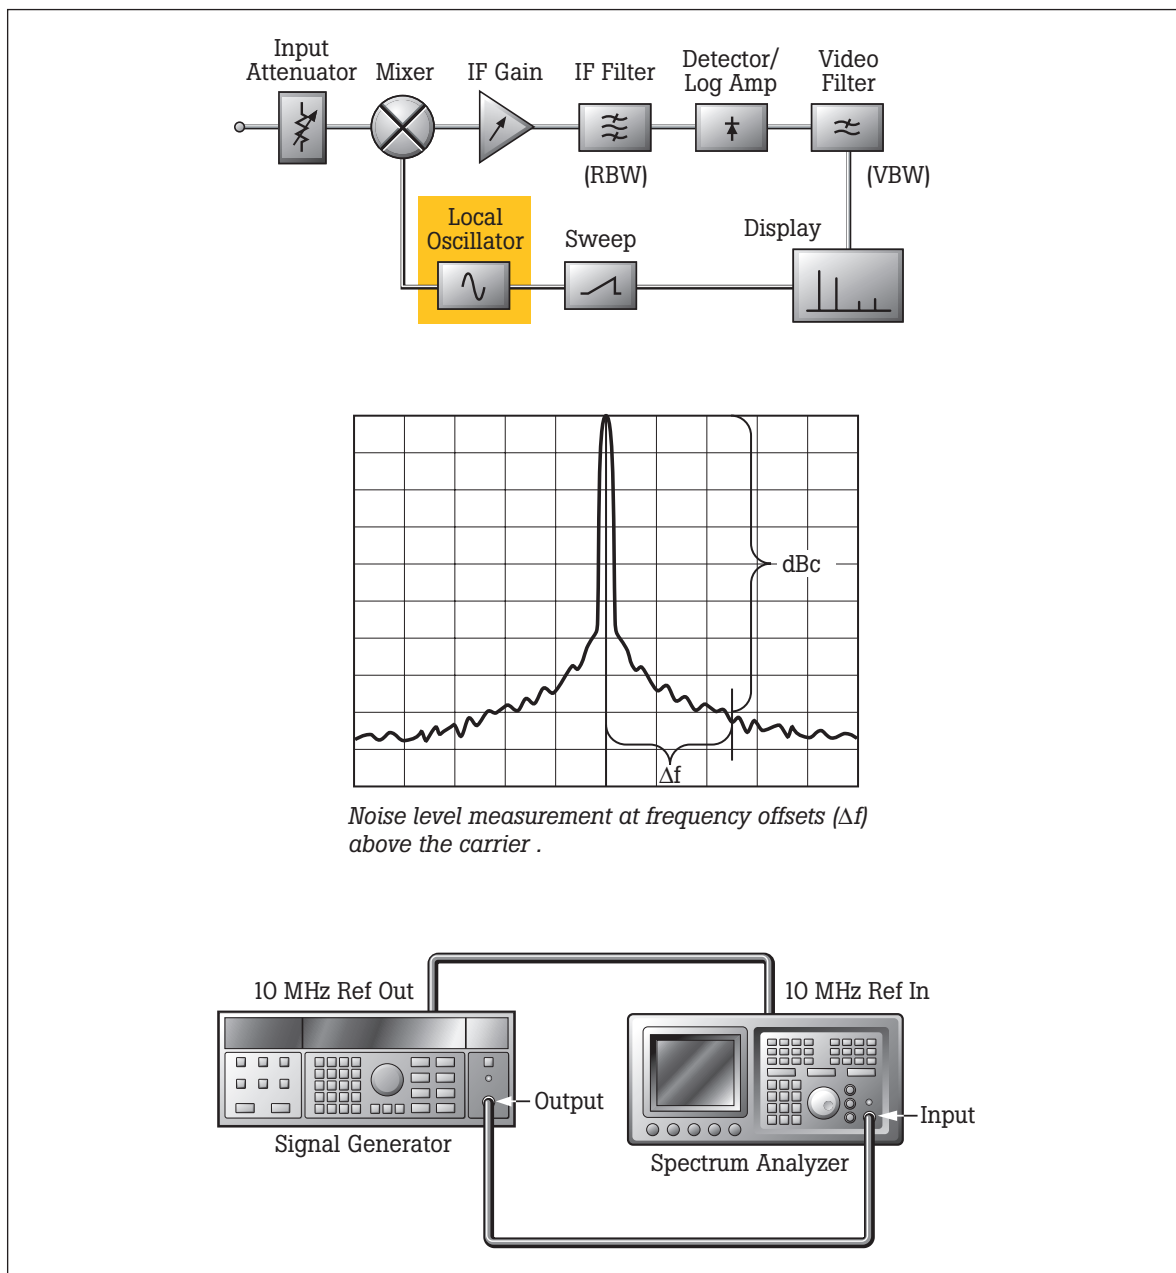 Input
Attenuator
Mixer
IF Gain
IF Filter
Detector/
Log Amp
Video
Filter
(RBW)
(VBW)
Local
Oscillator
Sweep
Display
dBc
Δf
Noise level measurement at frequency offsets (Δf)
above the carrier .
10 MHz Ref Out
10 MHz Ref In
Output
Input
Signal Generator
Spectrum Analyzer